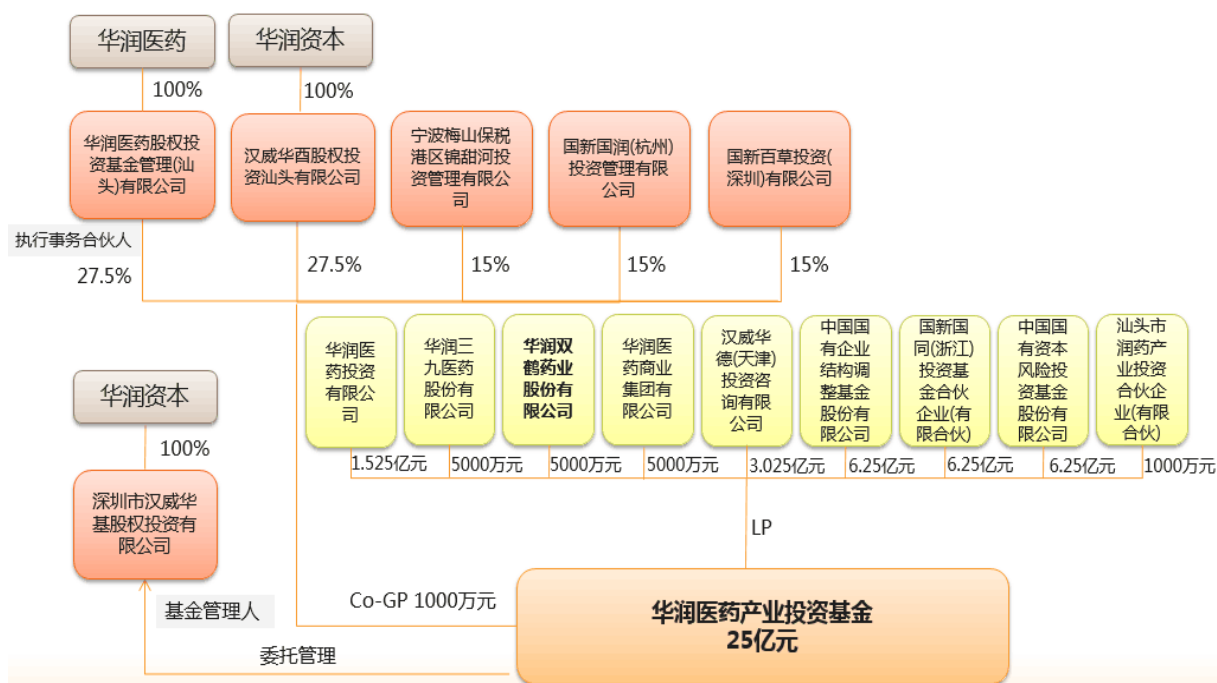 华润医药
华润资本
100%
100%
华润医药股权投
资基金管理(汕
头)有限公司
汉威华酉股权投
资汕头有限公司
宁波梅山保税
港区锦甜河投
资管理有限公
司
国新国润(杭州)
投资管理有限
公司
国新百草投资(
深圳)有限公司
执行事务合伙人
27.5%
27.5%
15%
15%
15%
华润医
药投资
有限公
司
华润三
九医药
股份有
限公司
华润双
鹤药业
股份有
限公司
华润医
药商业
集团有
限公司
汉威华
德(天津)
投资咨
询有限
公司
中国国
有企业
结构调
整基金
股份有
限公司
国新国
同(浙江)
投资基
金合伙
企业(有
限合伙)
中国国
有资本
风险投
资基金
股份有
限公司
汕头市
润药产
业投资
合伙企
业(有限
合伙)
1.525亿元
5000万元
5000万元
5000万元
3.025亿元
6.25亿元
6.25亿元
6.25亿元
1000万元
华润资本
100%
深圳市汉威华
基股权投资有
限公司
LP
基金管理人
Co-GP 1000万元
委托管理
华润医药产业投资基金
25亿元